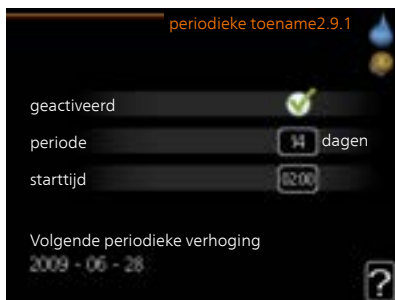 periodieke toename2.9.1
geactiveerd
periode 14 dagen
starttijd 02:00
Volgende periodieke verhoging
2009 - 06 - 28
?